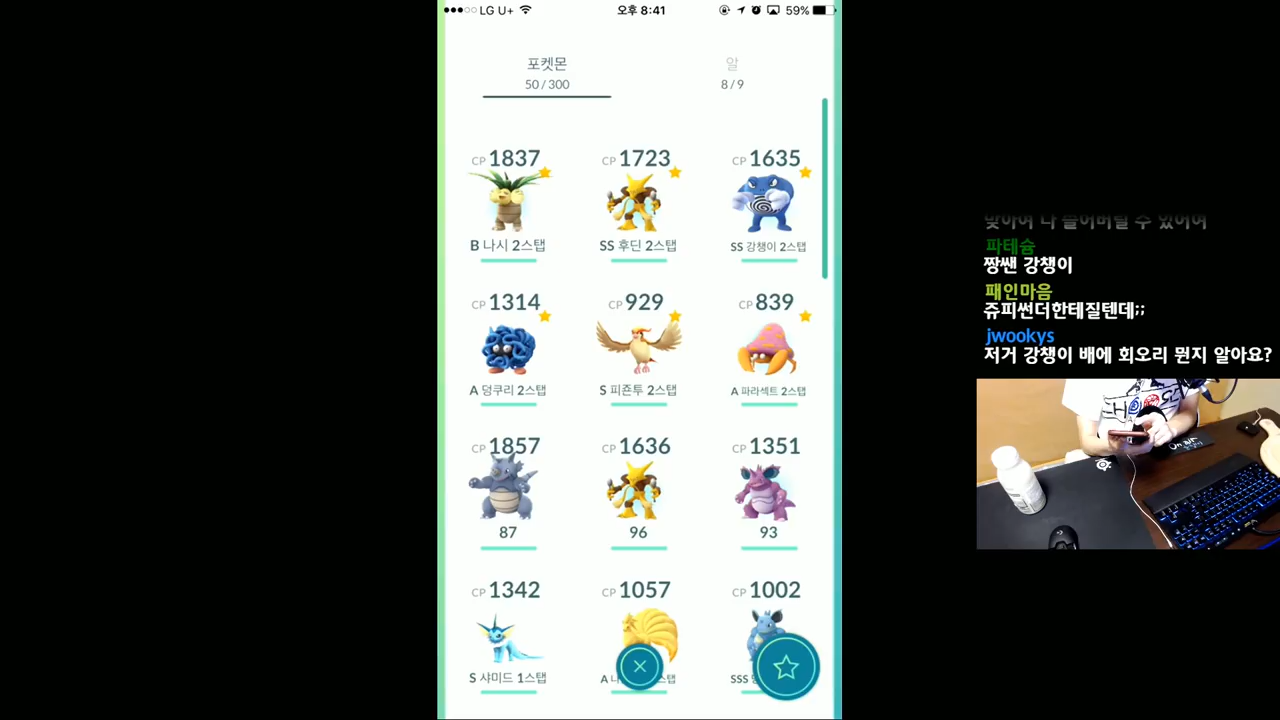 LG U+
오후 8:41
59%
포켓몬
알
50 / 300
8 / 9
CP 1837
CP 1723
CP 1635
B 나시 2스탭
SS 후딘 2스탭
SS 강챙이 2스탭
CP 1314
CP 929
CP 839
A 덩쿠리 2스탭
S 피죤투 2스탭
A 파라섹트 2스탭
CP 1857
CP 1636
CP 1351
87
96
93
CP 1342
CP 1057
CP 1002
S 샤미드 1스탭
A
SSS
파테슘
짱쌘 강챙이
패인마음
쥬피썬더한테질텐데;;
jwookys
저거 강챙이 배에 회오리 뭔지 알아요?
On air